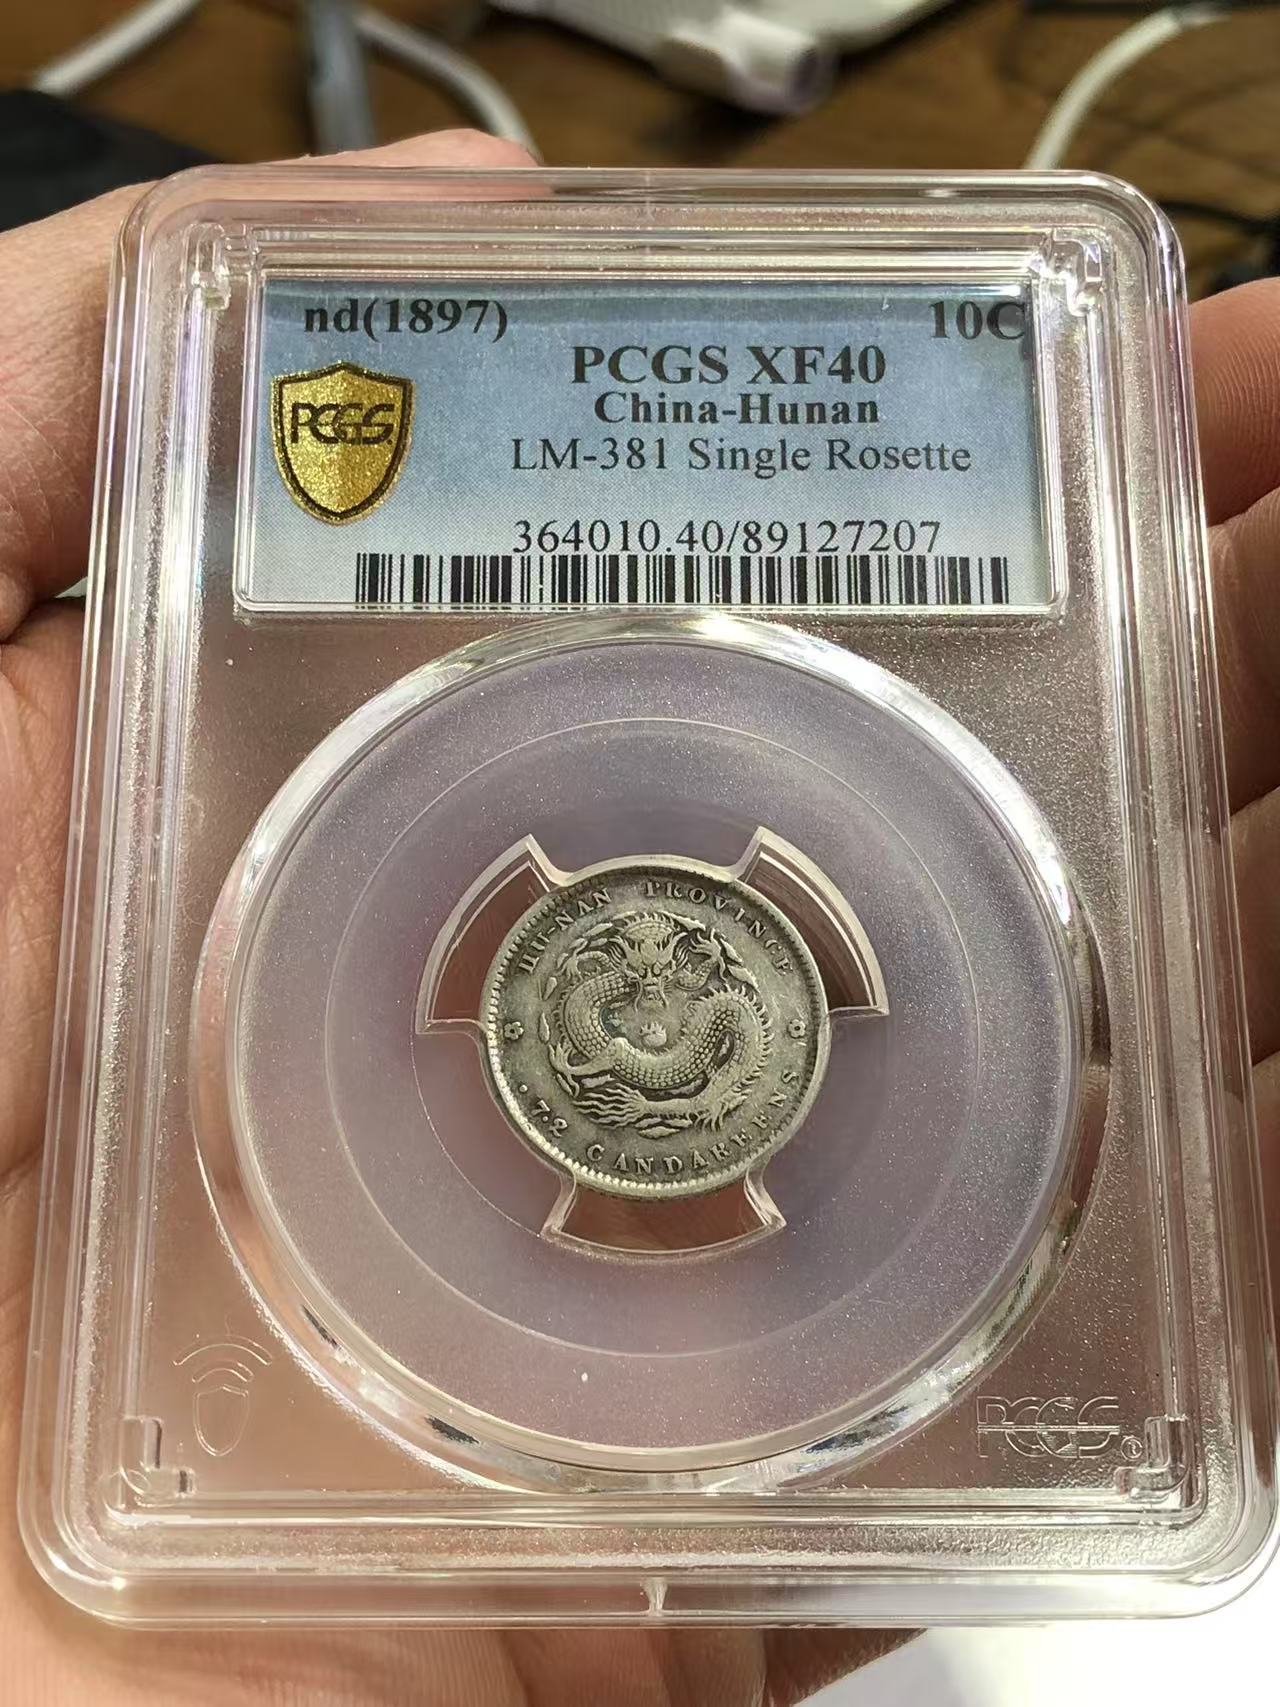 nd(1897) 10C
PCGS XF40
China-Hunan
LM-381 Single Rosette
PCGS
364010.40/89127207
HU-NAN PROVINCE
7.2 CANDAREENS
PCGS